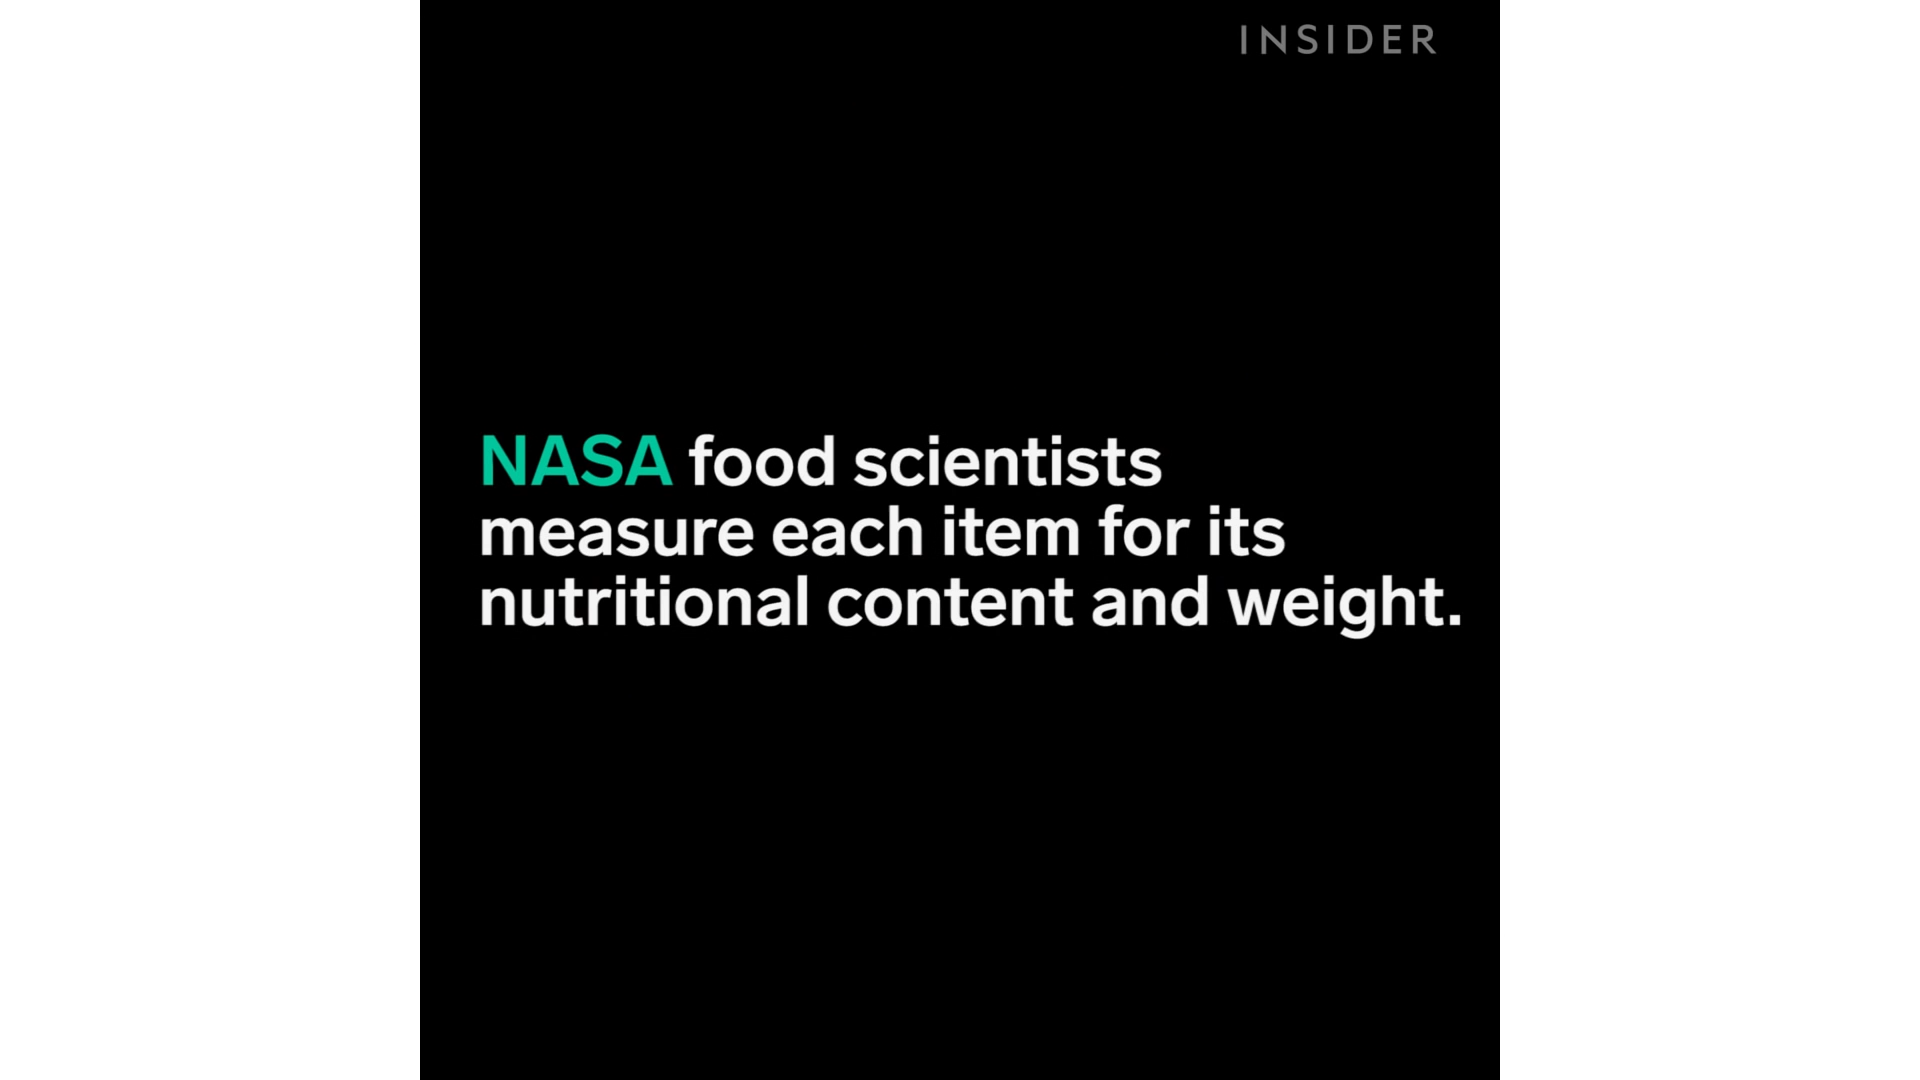 INSIDER
NASA food scientists
measure each item for its
nutritional content and weight.